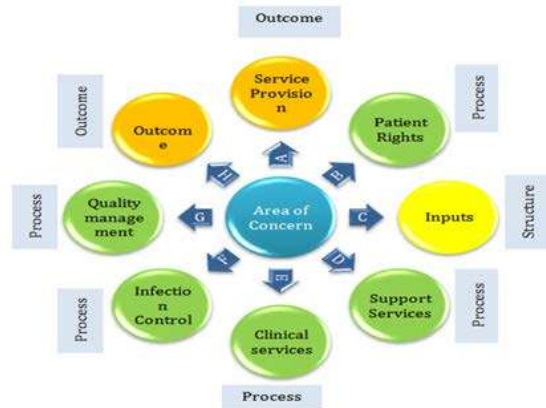 Outcome
Service
Provisio
n
Process
Patient
Rights
Outcome
Outcom
e
A
B
H
Process
Quality
manage
ment
G
Area of
Concern
C
Inputs
Structure
F
E
D
Process
Infectio
n
Control
Clinical
services
Support
Services
Process
Process